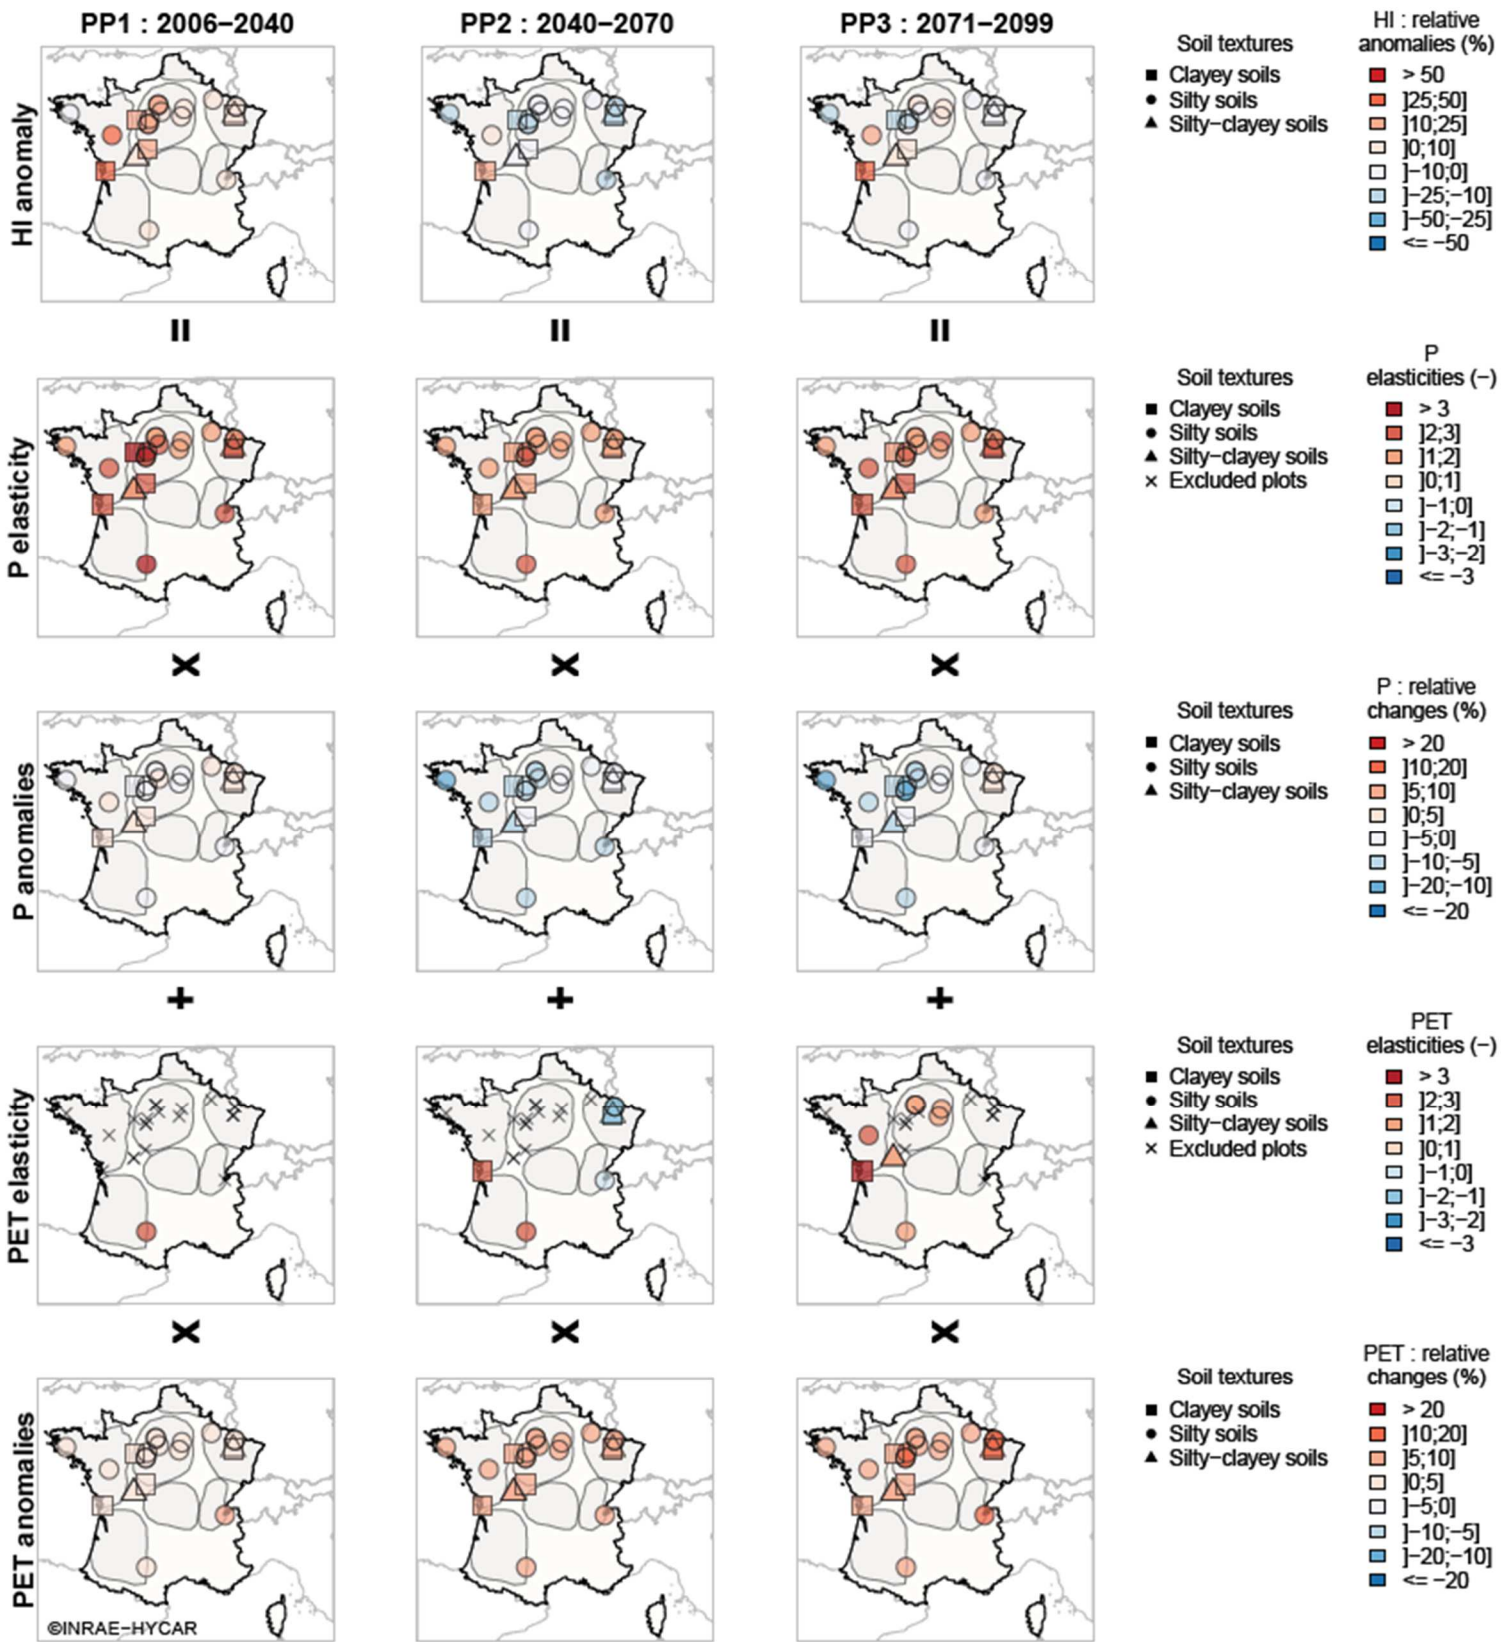 PP1 : 2006−2040
PP2 : 2040−2070
PP3 : 2071−2099
HI anomaly
Soil textures
Clayey soils
Silty soils
Silty−clayey soils
HI : relative
anomalies (%)
> 50
]25;50]
]10;25]
]0;10]
]−10;0]
]−25;−10]
]−50;−25]
<= −50
=
=
=
P elasticity
Soil textures
Clayey soils
Silty soils
Silty−clayey soils
Excluded plots
P
elasticities (−)
> 3
]2;3]
]1;2]
]0;1]
]−1;0]
]−2;−1]
]−3;−2]
<= −3
x
x
x
P anomalies
Soil textures
Clayey soils
Silty soils
Silty−clayey soils
P : relative
changes (%)
> 20
]10;20]
]5;10]
]0;5]
]−5;0]
]−10;−5]
]−20;−10]
<= −20
+
+
+
PET elasticity
Soil textures
Clayey soils
Silty soils
Silty−clayey soils
Excluded plots
PET
elasticities (−)
> 3
]2;3]
]1;2]
]0;1]
]−1;0]
]−2;−1]
]−3;−2]
<= −3
x
x
x
PET anomalies
Soil textures
Clayey soils
Silty soils
Silty−clayey soils
PET : relative
changes (%)
> 20
]10;20]
]5;10]
]0;5]
]−5;0]
]−10;−5]
]−20;−10]
<= −20
©INRAE−HYCAR